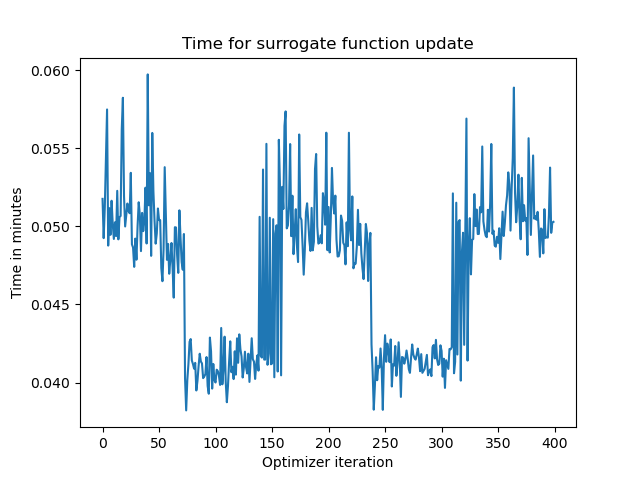 Time for surrogate function update
0.060
0.055
0.050
0.045
0.040
Time in minutes
0 50 100 150 200 250 300 350 400
Optimizer iteration